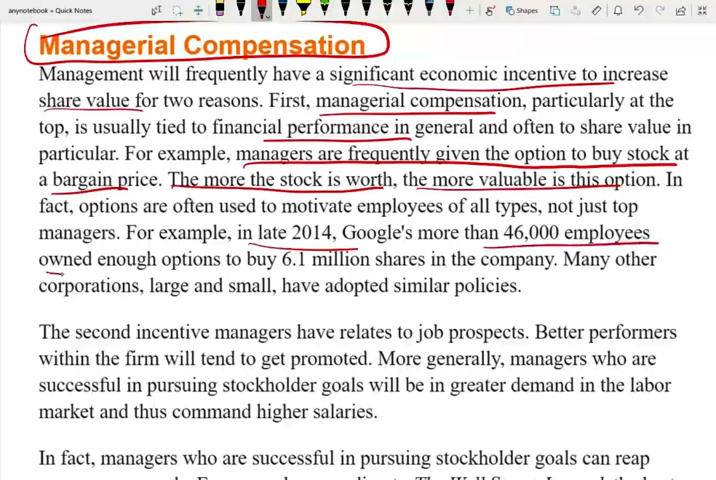 anynotebook » Quick Notes
Shapes
Managerial Compensation
Management will frequently have a significant economic incentive to increase
share value for two reasons. First, managerial compensation, particularly at the
top, is usually tied to financial performance in general and often to share value in
particular. For example, managers are frequently given the option to buy stock at
a bargain price. The more the stock is worth, the more valuable is this option. In
fact, options are often used to motivate employees of all types, not just top
managers. For example, in late 2014, Google's more than 46,000 employees
owned enough options to buy 6.1 million shares in the company. Many other
corporations, large and small, have adopted similar policies.
The second incentive managers have relates to job prospects. Better performers
within the firm will tend to get promoted. More generally, managers who are
successful in pursuing stockholder goals will be in greater demand in the labor
market and thus command higher salaries.
In fact, managers who are successful in pursuing stockholder goals can reap